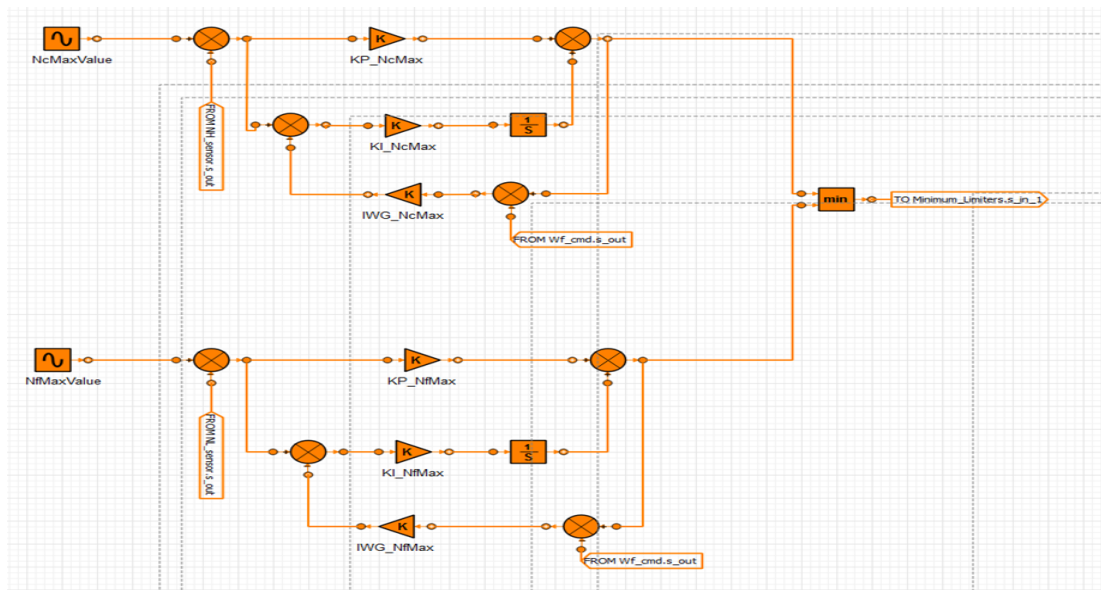 NcMaxValue
K
KP_NcMax
FROM NH_sensor.s_out
K
KI_NcMax
1
S
K
IWG_NcMax
FROM Wf_cmd.s_out
min
TO Minimum_Limiters.s_in_1
NfMaxValue
K
KP_NfMax
FROM NL_sensor.s_out
K
KI_NfMax
1
S
K
IWG_NfMax
FROM Wf_cmd.s_out